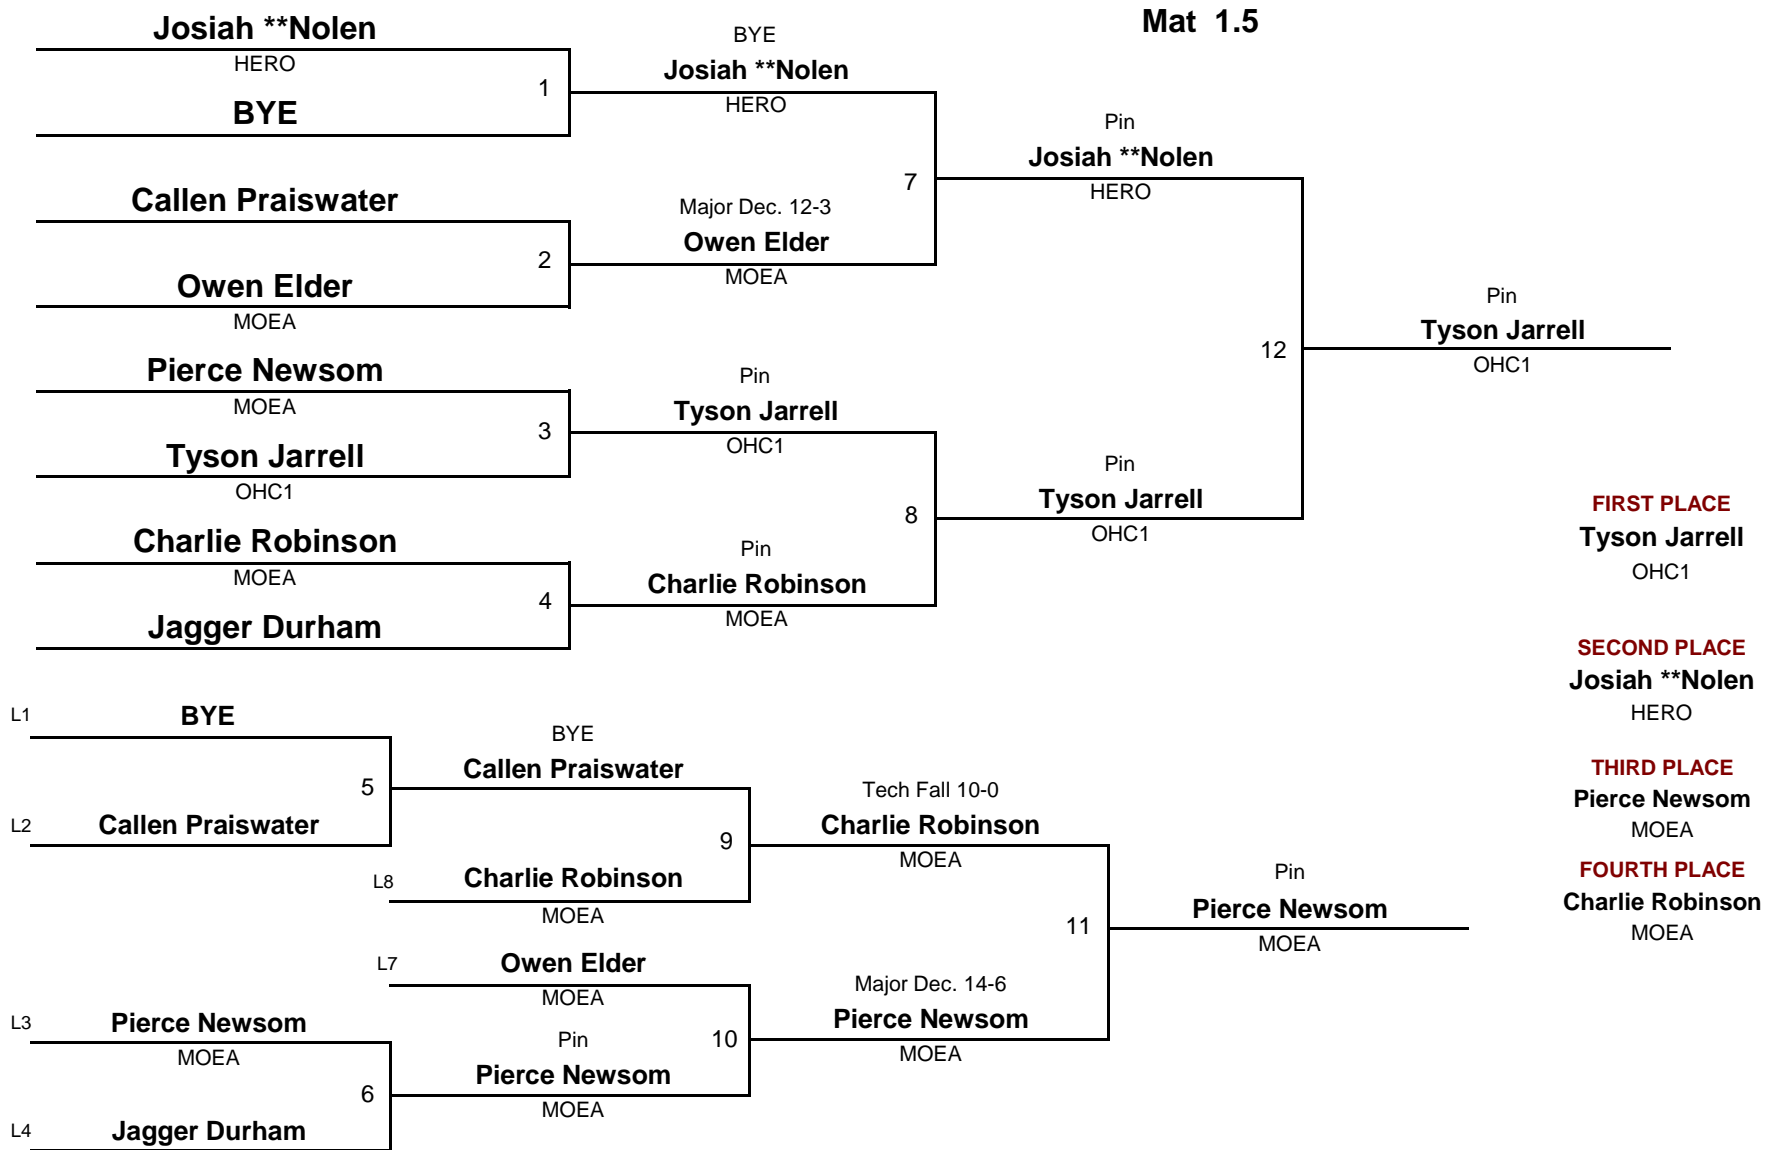 Mat 1.5
Josiah **Nolen
HERO
1
BYE
BYE
Josiah **Nolen
HERO
Callen Praiswater
2
Owen Elder
MOEA
Major Dec. 12-3
Owen Elder
MOEA
7
Pin
Josiah **Nolen
HERO
Pierce Newsom
MOEA
3
Tyson Jarrell
OHC1
Pin
Tyson Jarrell
OHC1
Charlie Robinson
MOEA
4
Jagger Durham
Pin
Charlie Robinson
MOEA
8
Pin
Tyson Jarrell
OHC1
12
Pin
Tyson Jarrell
OHC1
FIRST PLACE
Tyson Jarrell
OHC1
SECOND PLACE
Josiah **Nolen
HERO
THIRD PLACE
Pierce Newsom
MOEA
FOURTH PLACE
Charlie Robinson
MOEA
L1
BYE
5
L2
Callen Praiswater
BYE
Callen Praiswater
9
L8
Charlie Robinson
MOEA
Tech Fall 10-0
Charlie Robinson
MOEA
L7
Owen Elder
MOEA
L3
Pierce Newsom
MOEA
6
L4
Jagger Durham
Pin
Pierce Newsom
MOEA
10
Major Dec. 14-6
Pierce Newsom
MOEA
11
Pin
Pierce Newsom
MOEA